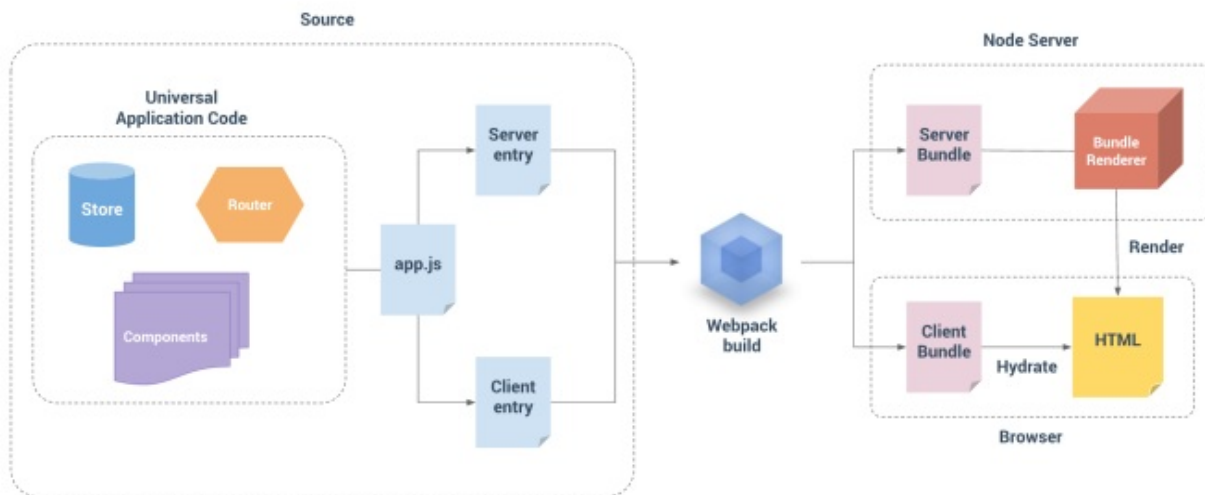 Source
Node Server
Universal
Application Code
Server
entry
Server
Bundle
Bundle
Renderer
Store
Router
app.js
Render
Webpack
build
Components
Client
entry
Client
Bundle
HTML
Hydrate
Browser